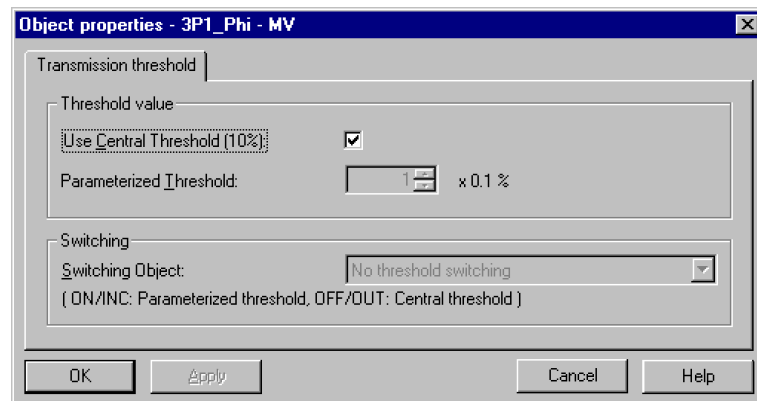 Object properties - 3P1_Phi - MV
Transmission threshold
Threshold value
Use Central Threshold (10%):
Parameterized Threshold: 1 x 0.1 %
Switching
Switching Object: No threshold switching
( ON/INC: Parameterized threshold, OFF/OUT: Central threshold )
OK Apply Cancel Help